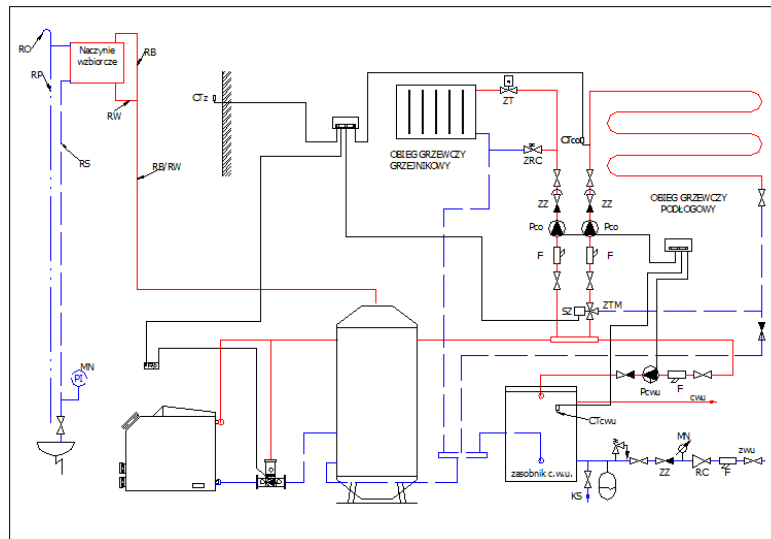 RO
Naczynie
wzbiorcze
RB
RP
RW
RS
RB/RW
MN
PI
CTz
ZT
ZRC
OBIEG GRZEWCZY
GRZEJNIKOWY
CTco
OBIEG GRZEWCZY
PODŁOGOWY
ZZ
ZZ
Pco
Pco
F
F
SZ
ZTM
Pcwu
F
cwu
CTcwu
zasobnik c.w.u.
KS
MN
ZZ
RC
F
zwu